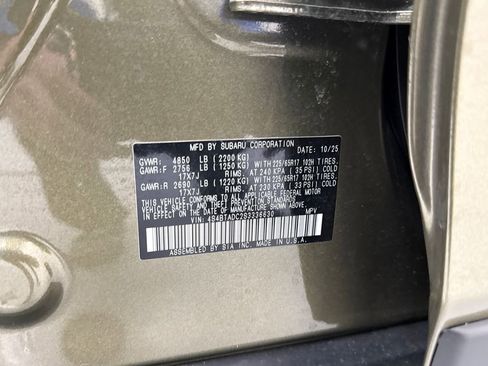 MFD BY SUBARU CORPORATION DATE: 10/25
GVWR: 4850 LB (2200 KG)
GAWR:F 2756 LB (1250 KG) WITH 225/65R17 102H TIRES,
17X7J RIMS, AT 240 KPA (35 PSI) COLD
GAWR:R 2690 LB (1220 KG) WITH 225/65R17 102H TIRES,
17X7J RIMS, AT 230 KPA (33 PSI) COLD
THIS VEHICLE CONFORMS TO ALL APPLICABLE FEDERAL MOTOR
VEHICLE SAFETY AND THEFT PREVENTION STANDARDS
IN EFFECT ON THE DATE OF MANUFACTURE SHOWN ABOVE.
VIN: 4S4BTADC2S3336630 MPV
ASSEMBLED BY SIA INC. MADE IN U.S.A.